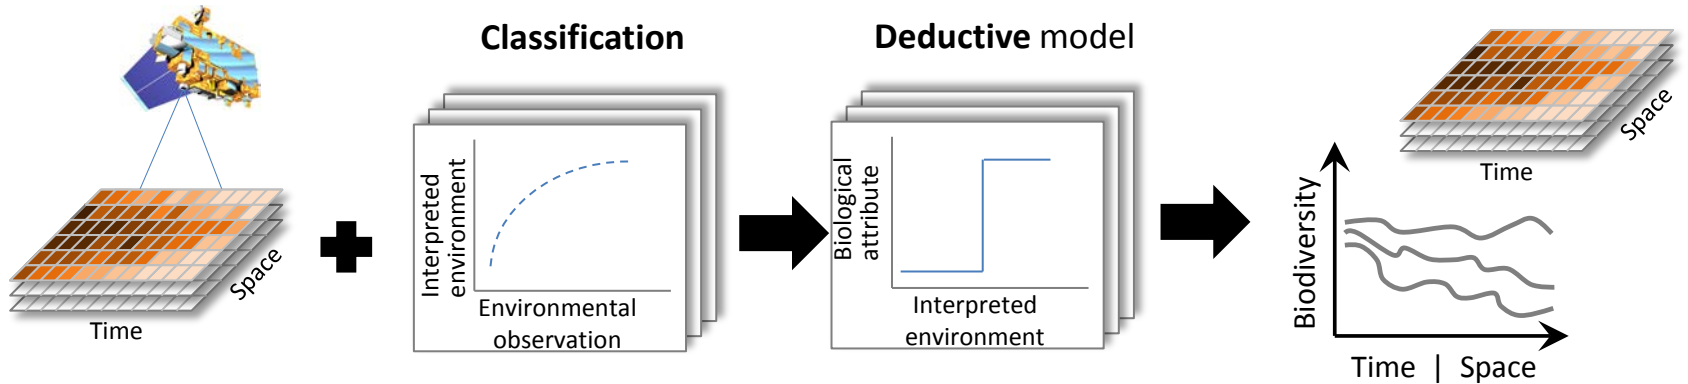 Classification
Deductive model
Space
Time
Interpreted
environment
Environmental
observation
Biological
attribute
Interpreted
environment
Space
Time
Biodiversity
Time | Space